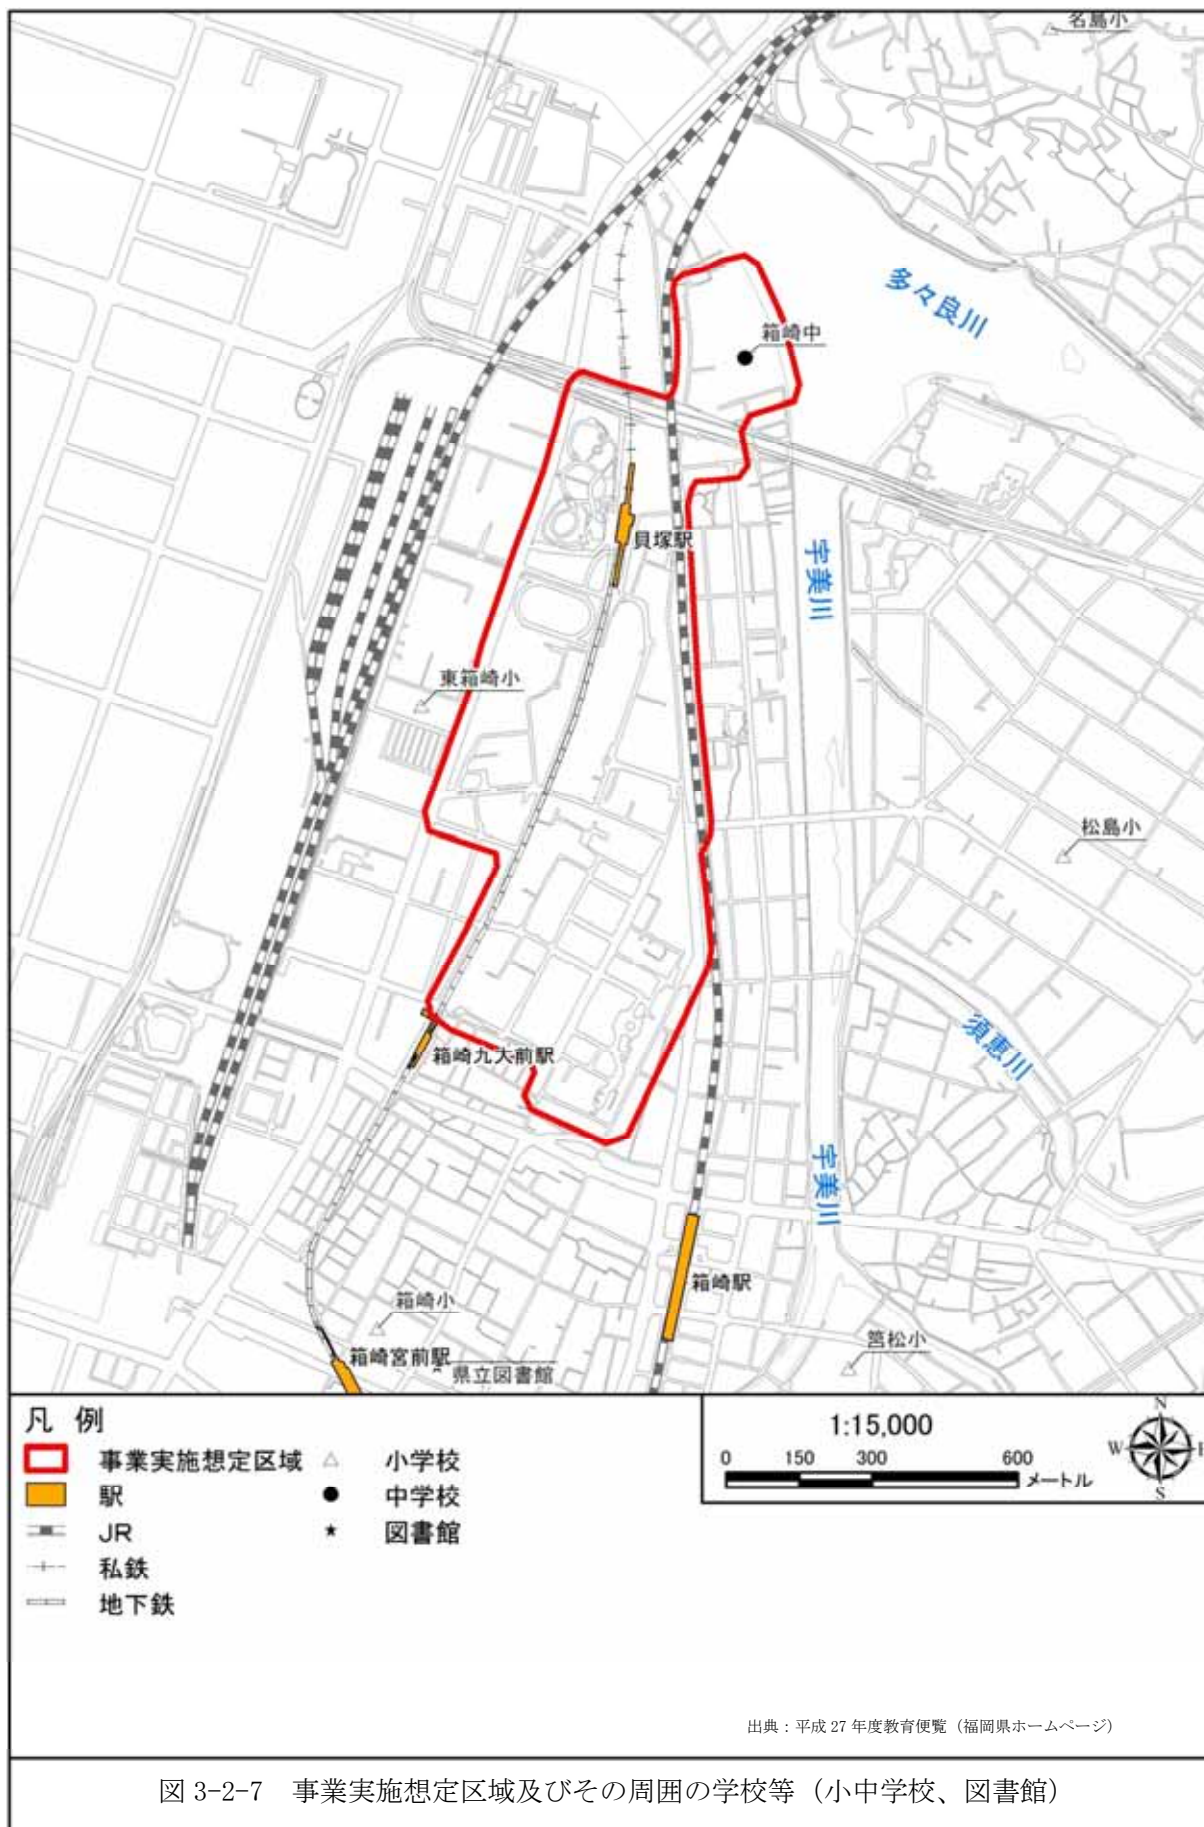 名島小
多々良川
箱崎中
貝塚駅
宇美川
東箱崎小
松島小
須恵川
箱崎九大前駅
宇美川
箱崎駅
箱崎小
筥松小
箱崎宮前駅
県立図書館
凡 例
事業実施想定区域
駅
JR
私鉄
地下鉄
小学校
中学校
図書館
1:15,000
0 150 300 600
メートル
N
W E
S
出典：平成 27 年度教育便覧（福岡県ホームページ）
図 3-2-7 事業実施想定区域及びその周囲の学校等（小中学校、図書館）